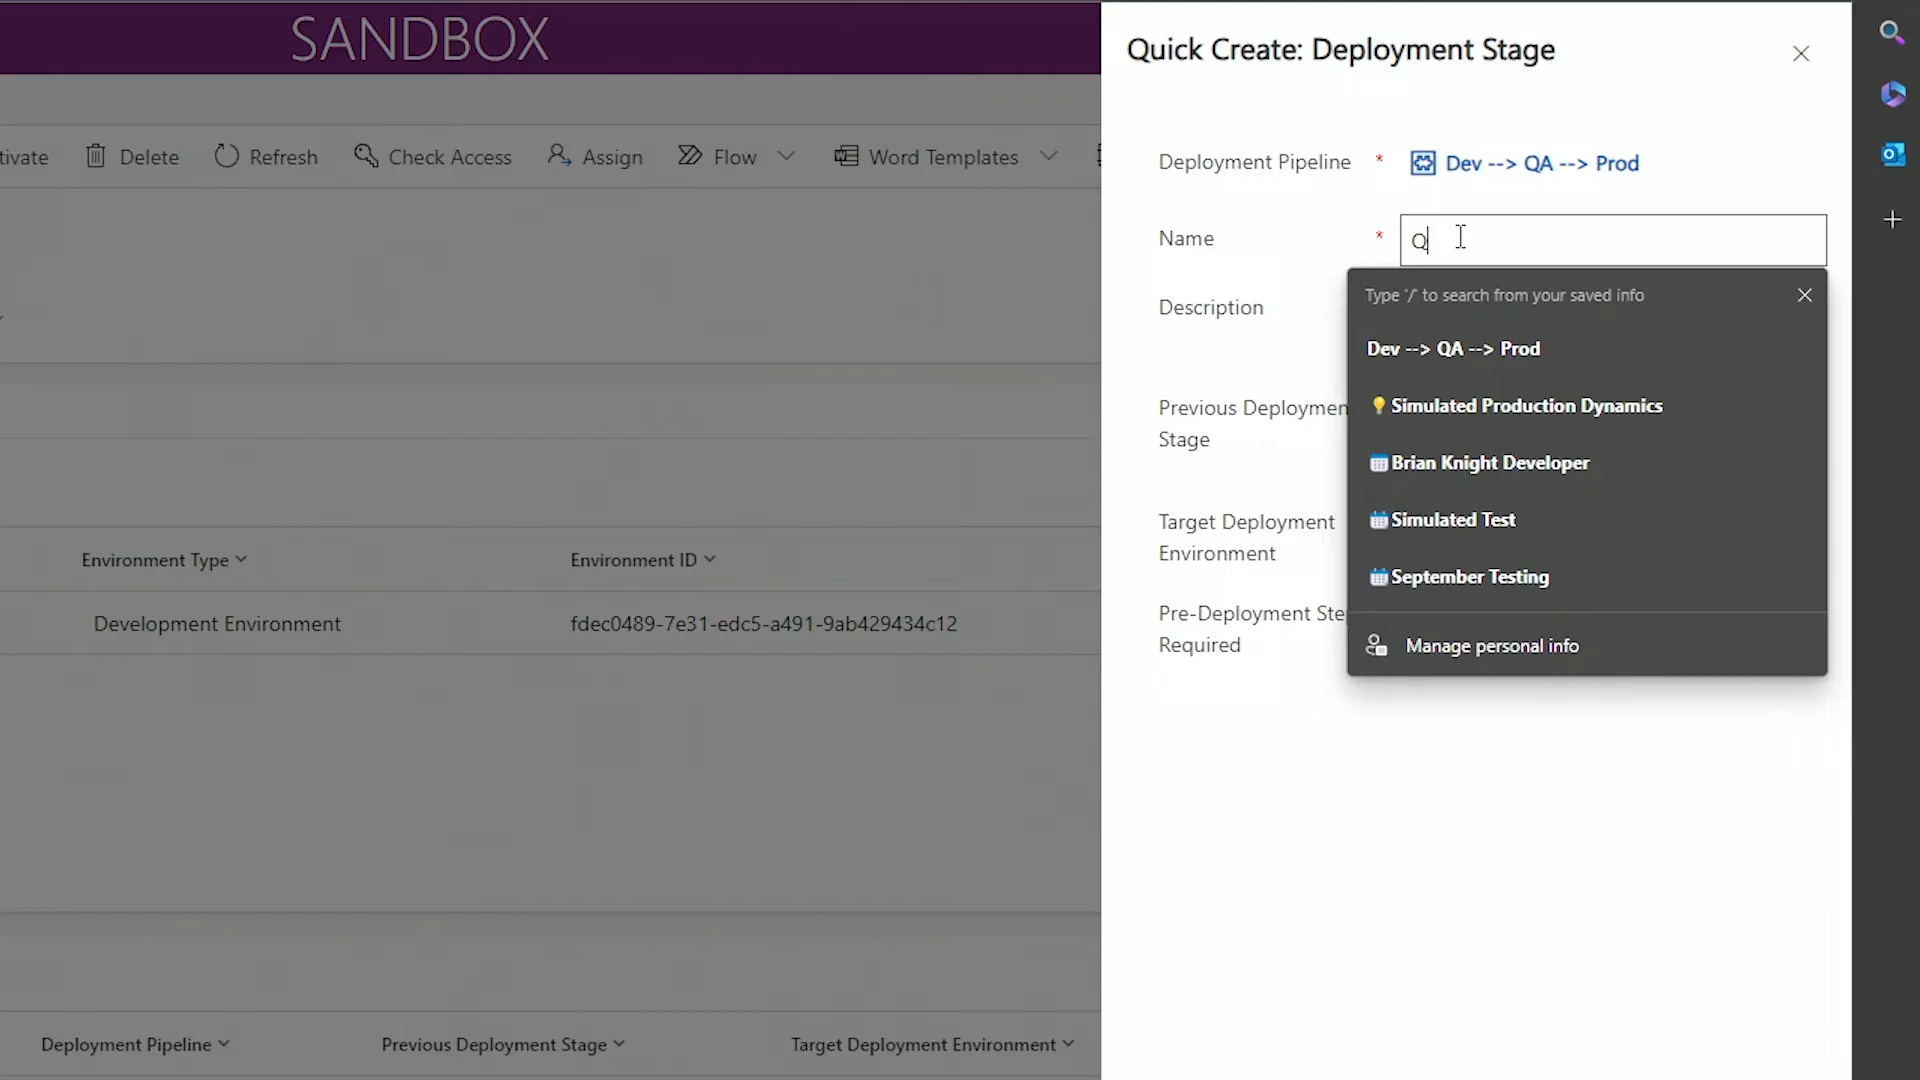 SANDBOX
Quick Create: Deployment Stage
tivate
Delete
Refresh
Check Access
Assign
Flow
Word Templates
Deployment Pipeline *
Dev --> QA --> Prod
Name *
Q
Description
Type '/' to search from your saved info
Dev --> QA --> Prod
Simulated Production Dynamics
Brian Knight Developer
Simulated Test
September Testing
Manage personal info
Previous Deploymen
Stage
Target Deployment
Environment
Pre-Deployment Ste
Required
Environment Type
Environment ID
Development Environment
fdec0489-7e31-edc5-a491-9ab429434c12
Deployment Pipeline
Previous Deployment Stage
Target Deployment Environment